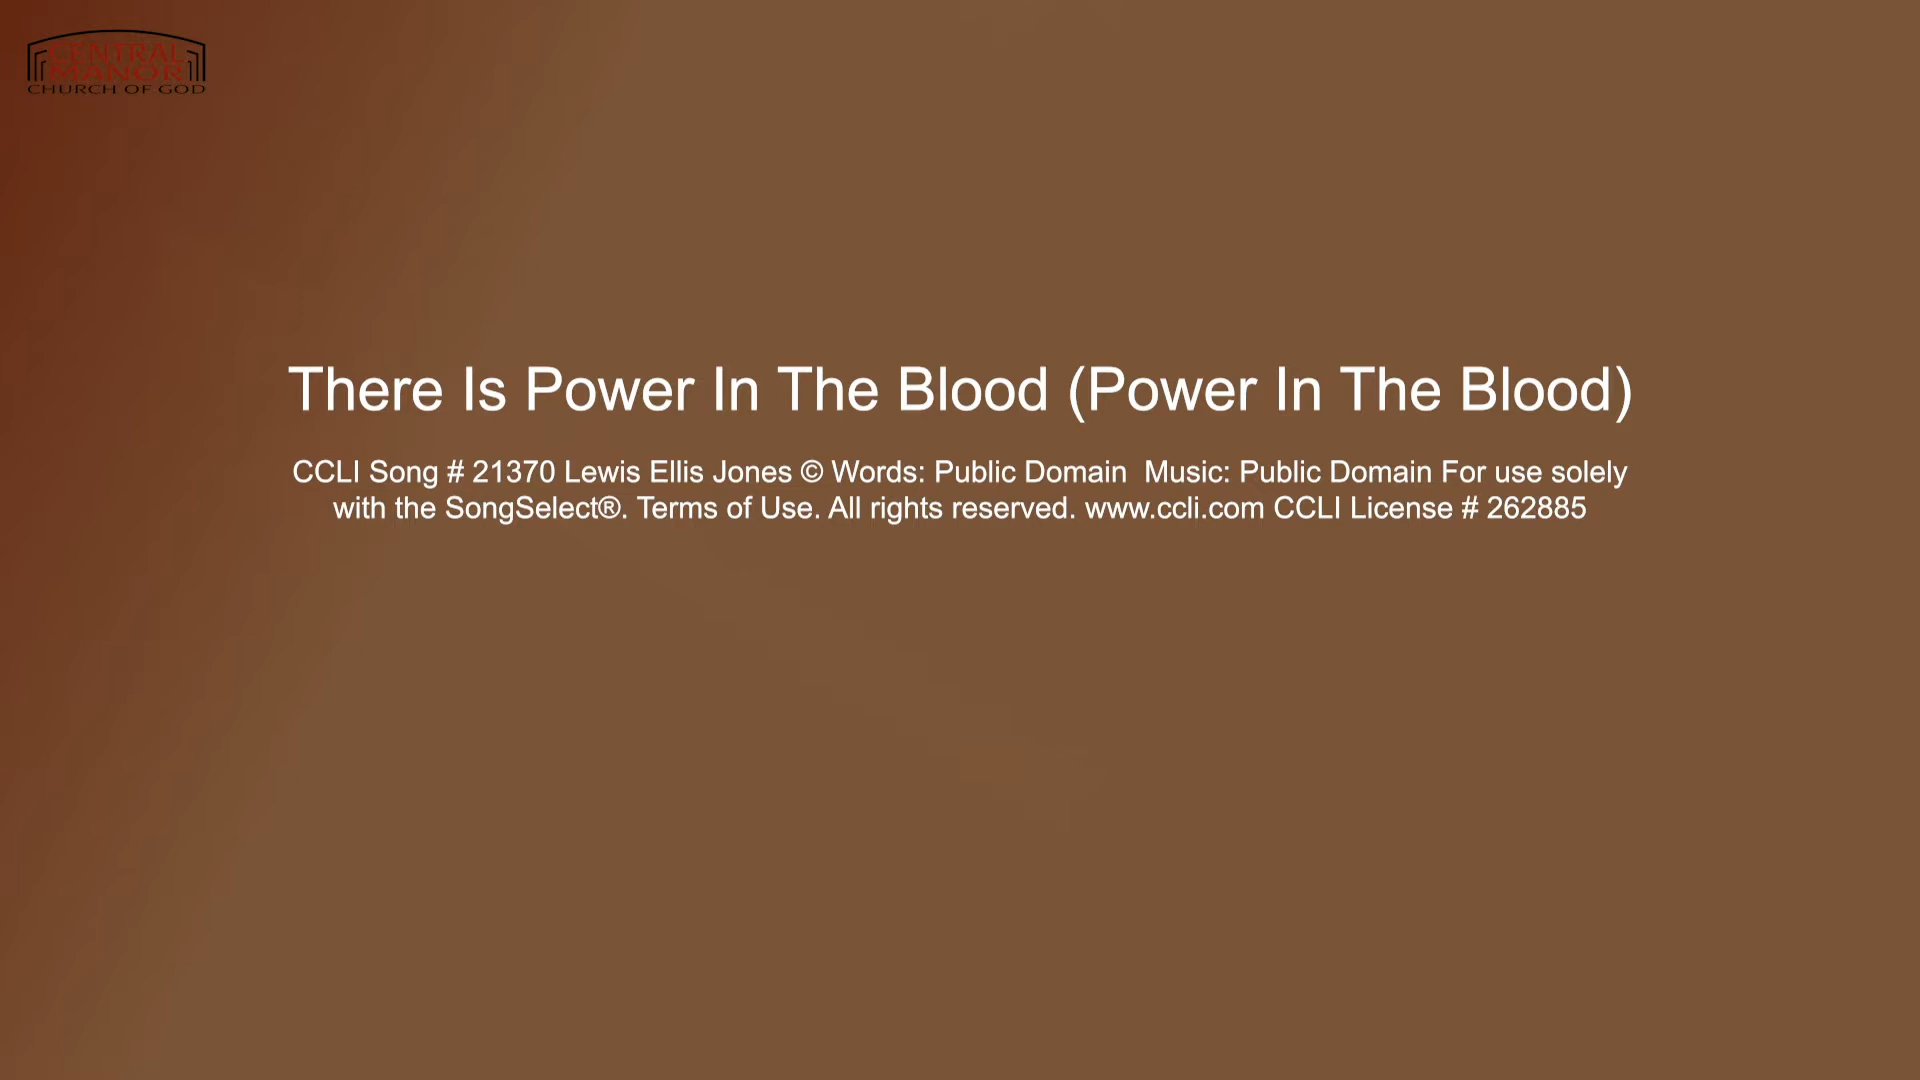 CENTRAL
MANOR
CHURCH OF GOD
There Is Power In The Blood (Power In The Blood)
CCLI Song # 21370 Lewis Ellis Jones © Words: Public Domain  Music: Public Domain For use solely
with the SongSelect®. Terms of Use. All rights reserved. www.ccli.com CCLI License # 262885